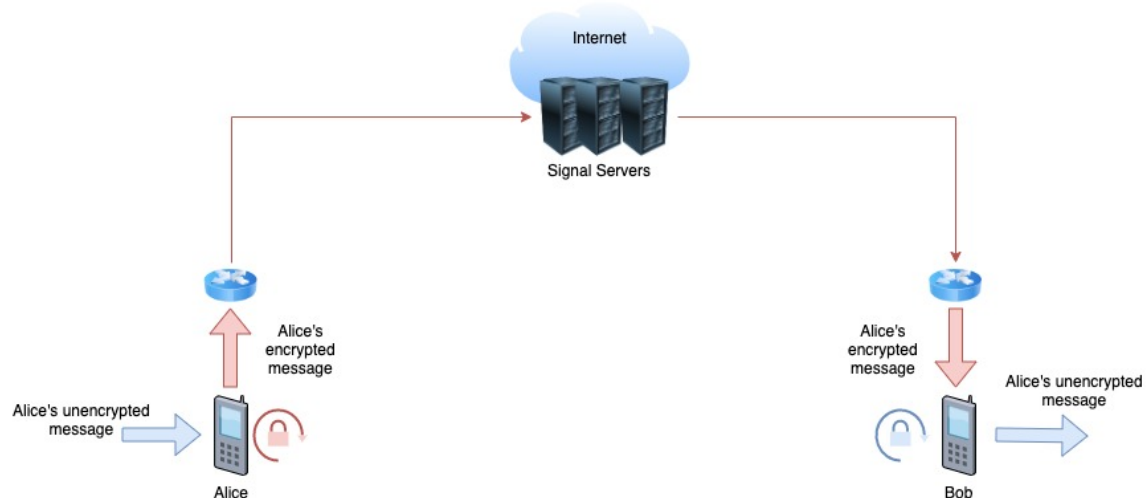 Internet
Signal Servers
Alice's
encrypted
message
Alice's
encrypted
message
Alice's unencrypted
message
Alice's unencrypted
message
Alice
Bob